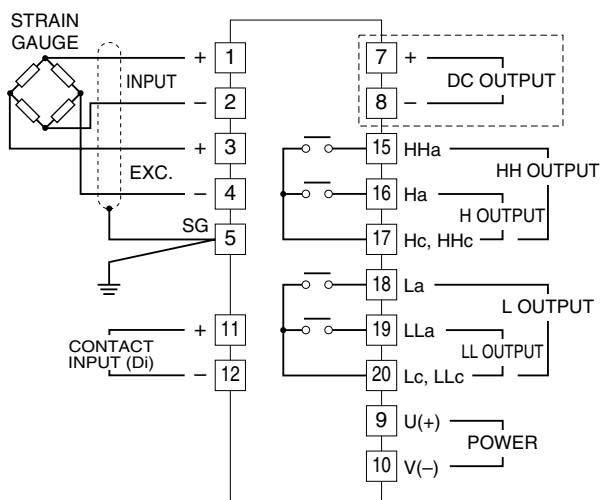 STRAIN
GAUGE
+ 1
INPUT
– 2
+ 3
EXC.
– 4
SG
5
+ 11
CONTACT
INPUT (Di)
– 12
7 +
DC OUTPUT
8 –
15 HHa
HH OUTPUT
16 Ha
H OUTPUT
17 Hc, HHc
18 La
L OUTPUT
19 LLa
LL OUTPUT
20 Lc, LLc
9 U(+)
POWER
10 V(–)